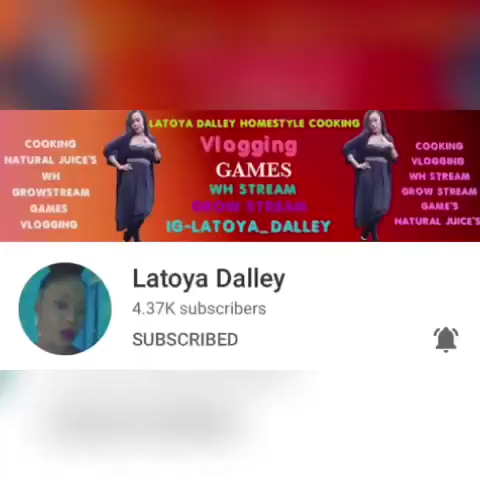 LATOYA DALLEY HOMESTYLE COOKING
Vlogging
GAMES
WH STREAM
GROW STREAM
IG-LATOYA_DALLEY
COOKING
NATURAL JUICE'S
WH
GROWSTREAM
GAMES
VLOGGING
COOKING
VLOGGING
WH STREAM
GROW STREAM
GAME'S
NATURAL JUICE'S
Latoya Dalley
4.37K subscribers
SUBSCRIBED